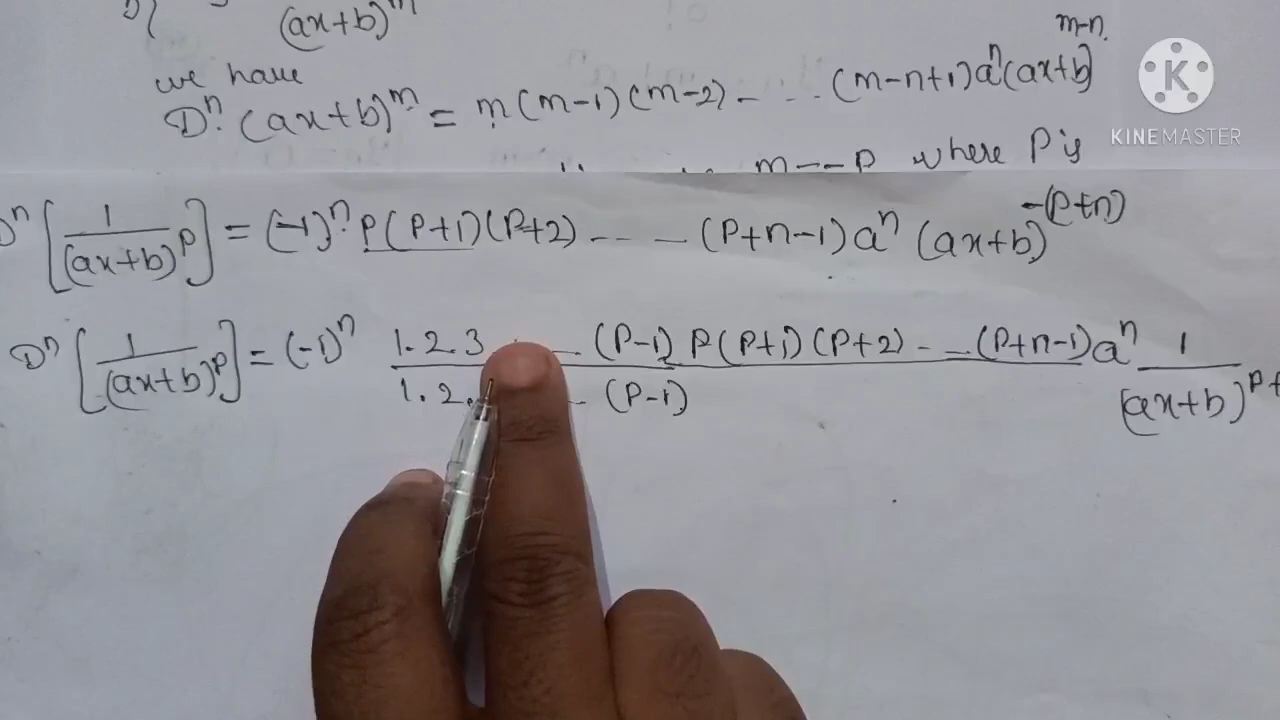 (ax+b)^m
we have
D^n (ax+b)^m = m(m-1)(m-2)-...(m-n+1)a^n(ax+b)^m-n
m--P where P is
D^n [1/(ax+b)^P] = (-1)^n P(P+1)(P+2)---- (P+n-1)a^n (ax+b)^-(P+n)
D^n [1/(ax+b)^P] = (-1)^n 1.2.3 -- (P-1) P(P+1)(P+2)-- (P+n-1)a^n 1
1.2. -- (P-1) (ax+b)^P+
K
KINEMASTER